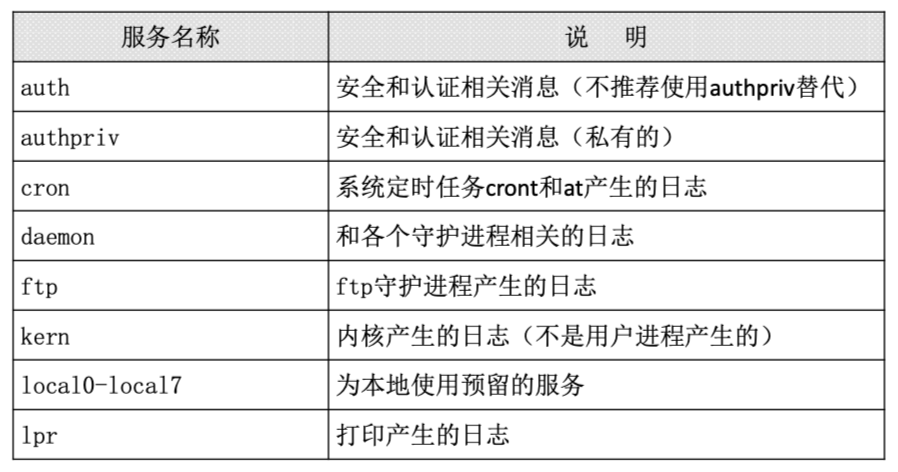 服务名称 说 明
auth 安全和认证相关消息（不推荐使用authpriv替代）
authpriv 安全和认证相关消息（私有的）
cron 系统定时任务cront和at产生的日志
daemon 和各个守护进程相关的日志
ftp ftp守护进程产生的日志
kern 内核产生的日志（不是用户进程产生的）
local0-local7 为本地使用预留的服务
lpr 打印产生的日志